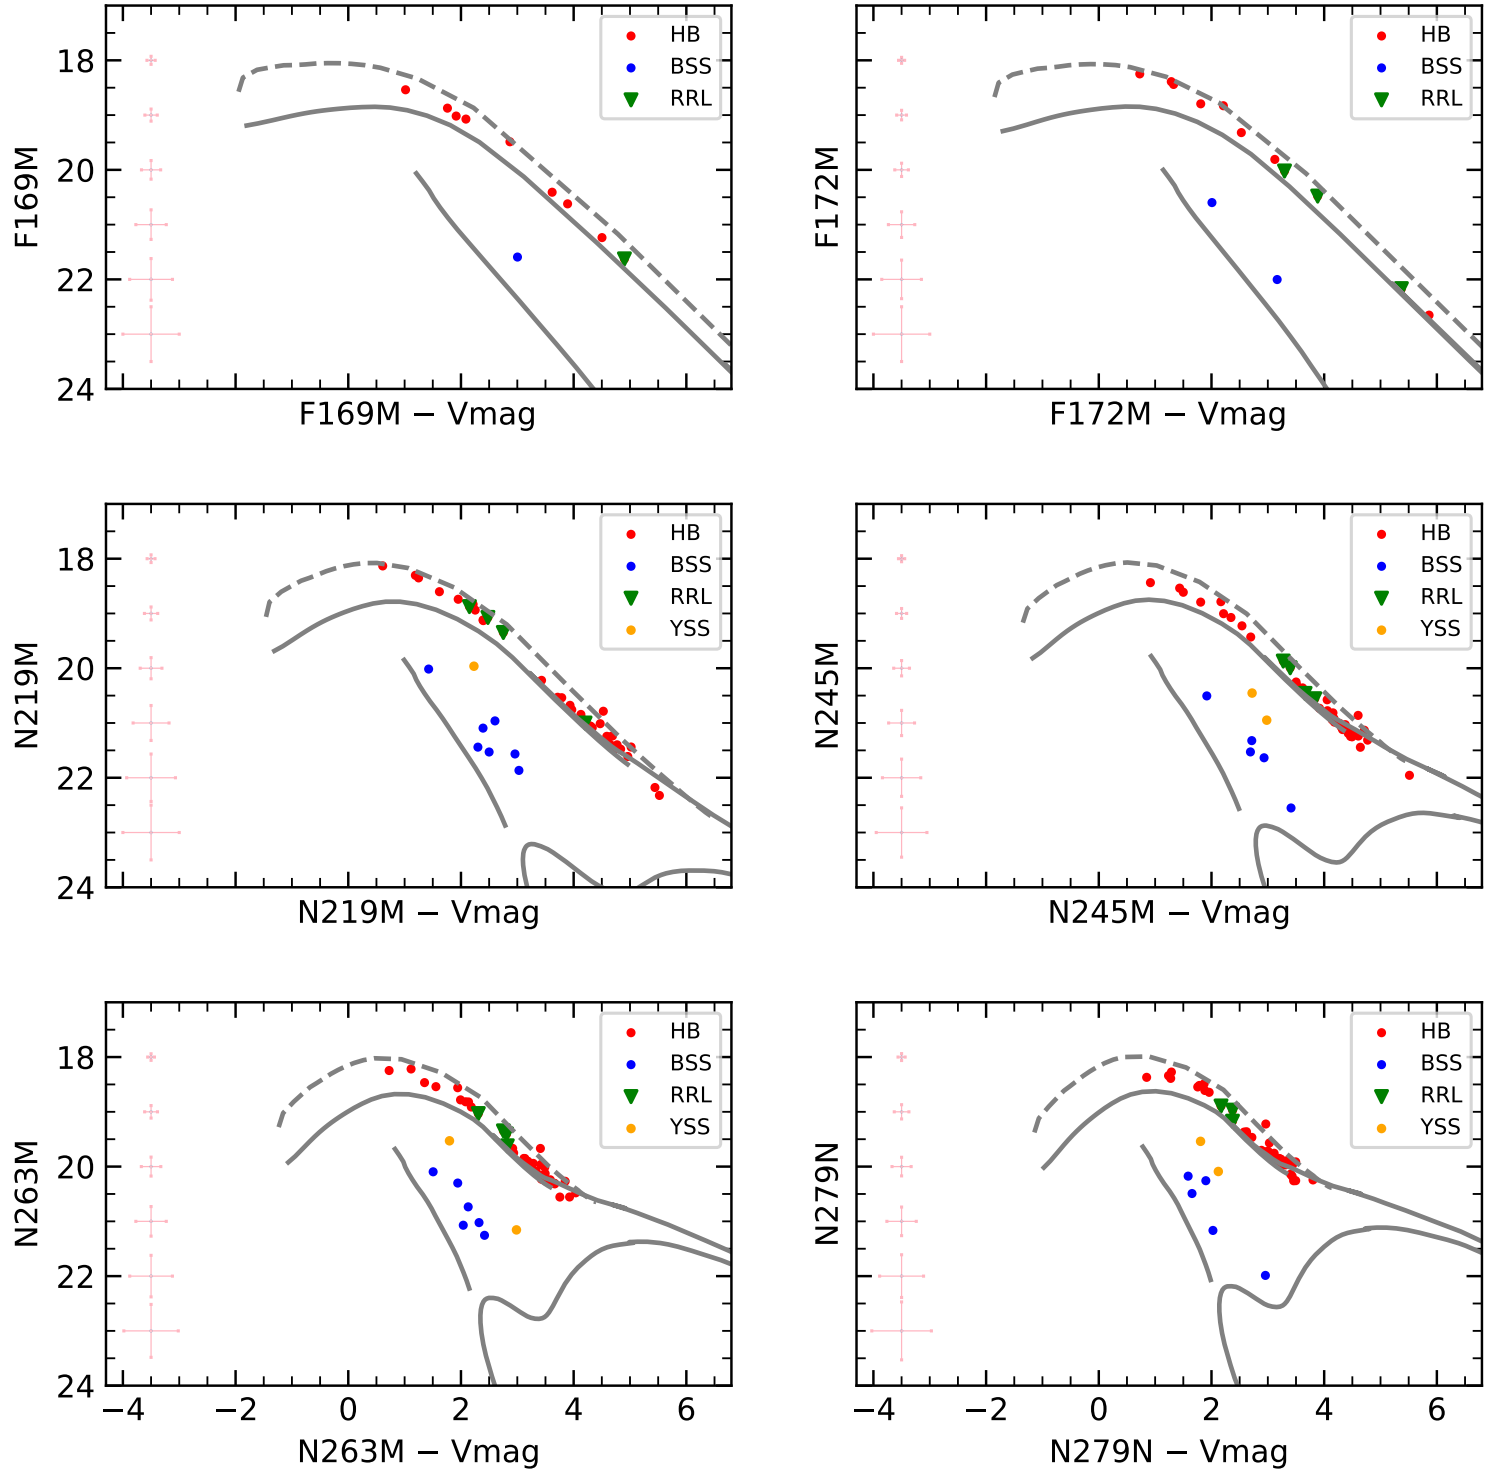 HB
BSS
RRL
18
20
22
24
F169M
F169M − Vmag
HB
BSS
RRL
F172M
F172M − Vmag
HB
BSS
RRL
YSS
18
20
22
24
N219M
N219M − Vmag
HB
BSS
RRL
YSS
N245M
N245M − Vmag
HB
BSS
RRL
YSS
18
20
22
24
N263M
−4 −2 0 2 4 6
N263M − Vmag
HB
BSS
RRL
YSS
N279N
−4 −2 0 2 4 6
N279N − Vmag